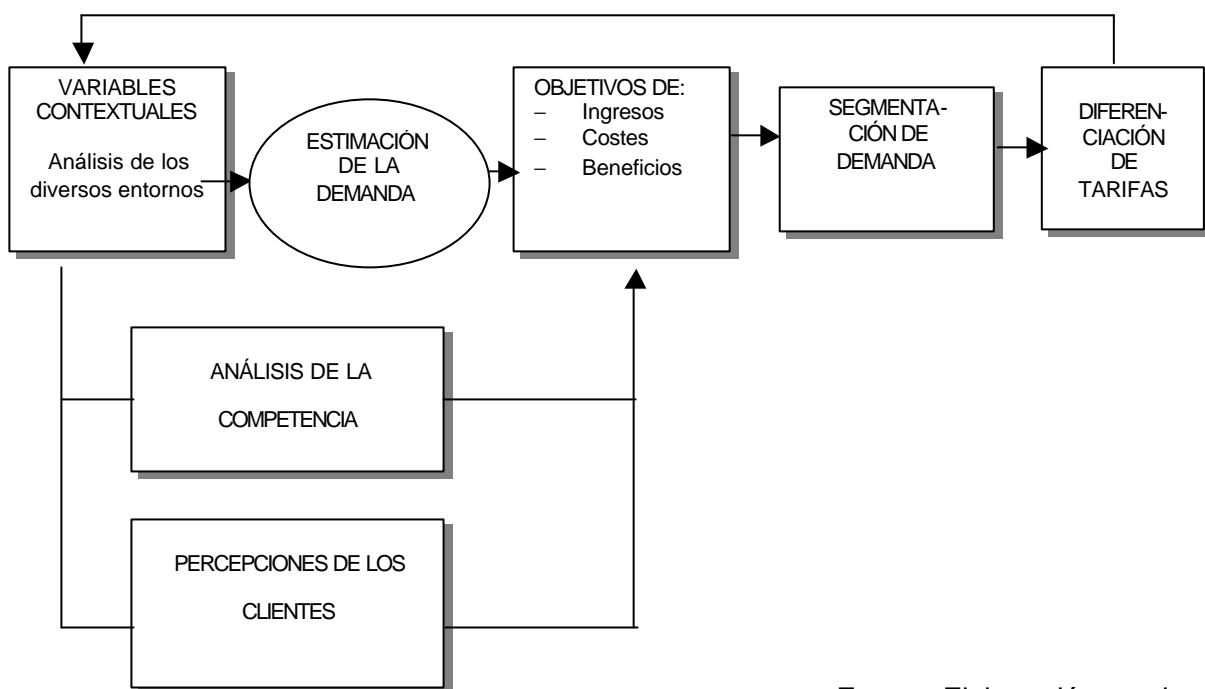 VARIABLES
CONTEXTUALES
Análisis de los
diversos entornos
ESTIMACIÓN
DE LA
DEMANDA
OBJETIVOS DE:
– Ingresos
– Costes
– Beneficios
SEGMENTA-
CIÓN DE
DEMANDA
DIFEREN-
CIACIÓN
DE
TARIFAS
ANÁLISIS DE LA
COMPETENCIA
PERCEPCIONES DE LOS
CLIENTES